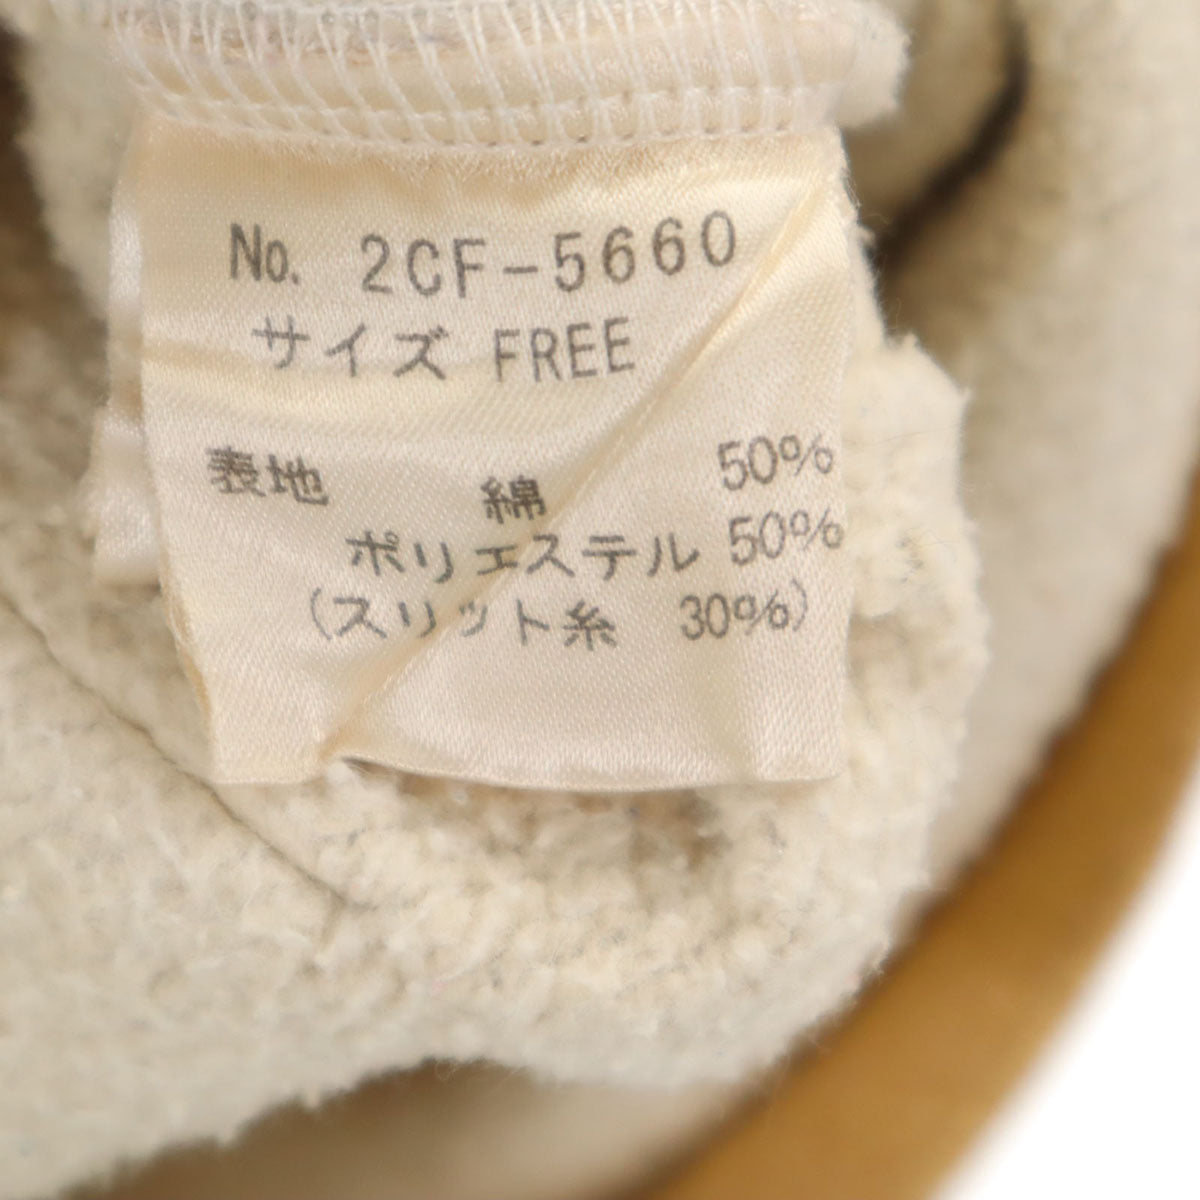 No. 2CF-5660
サイズ FREE
表地 綿 50%
ポリエステル 50%
(スリット糸 30%)